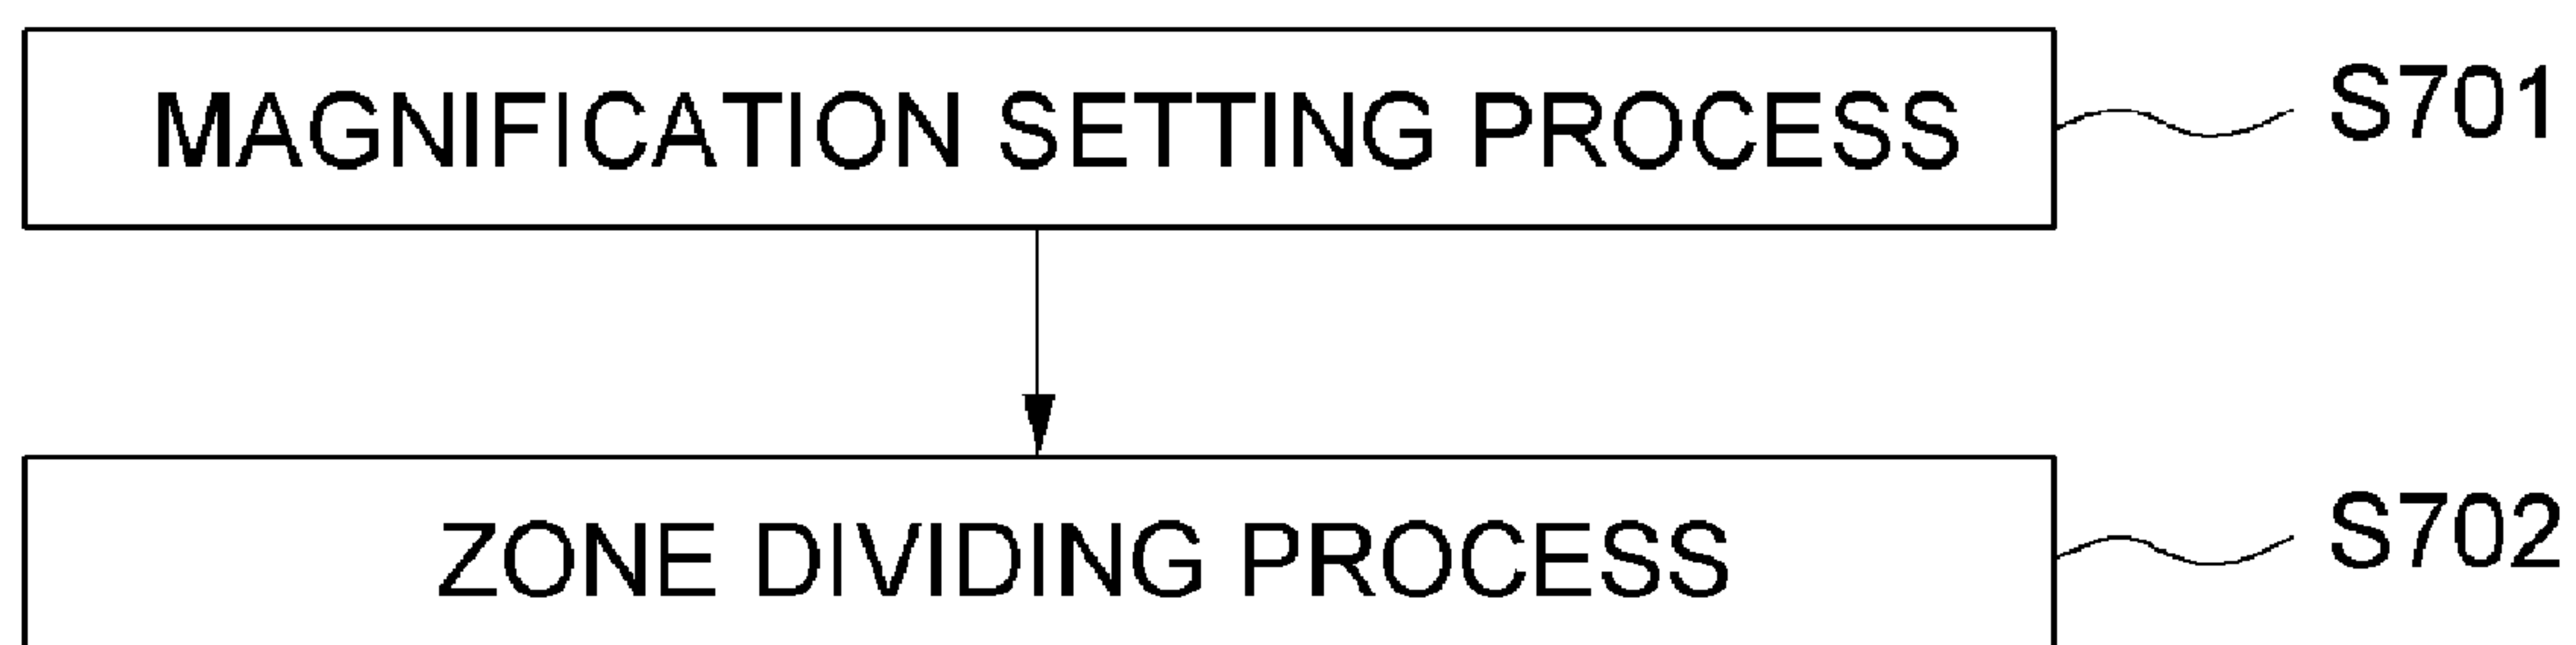 MAGNIFICATION SETTING PROCESS S701
ZONE DIVIDING PROCESS S702